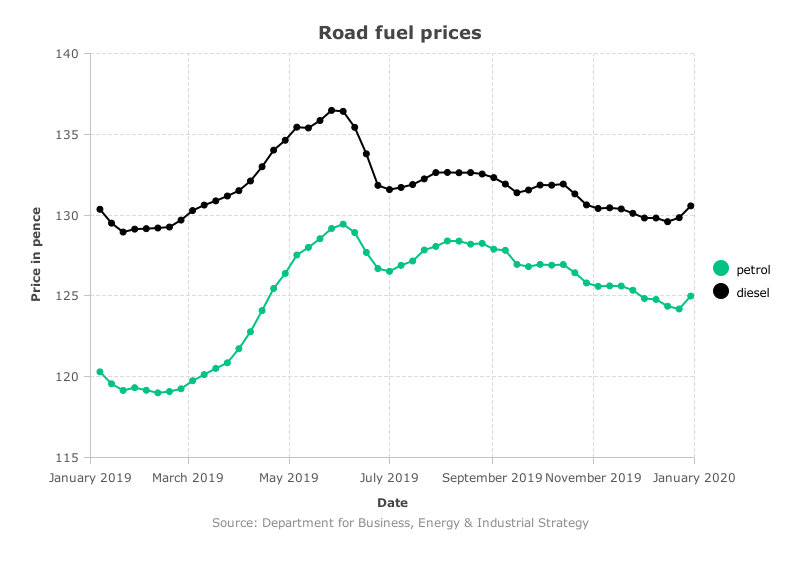 Road fuel prices
140
135
130
125
120
115
Price in pence
January 2019 March 2019 May 2019 July 2019 September 2019 November 2019 January 2020
Date
petrol
diesel
Source: Department for Business, Energy & Industrial Strategy